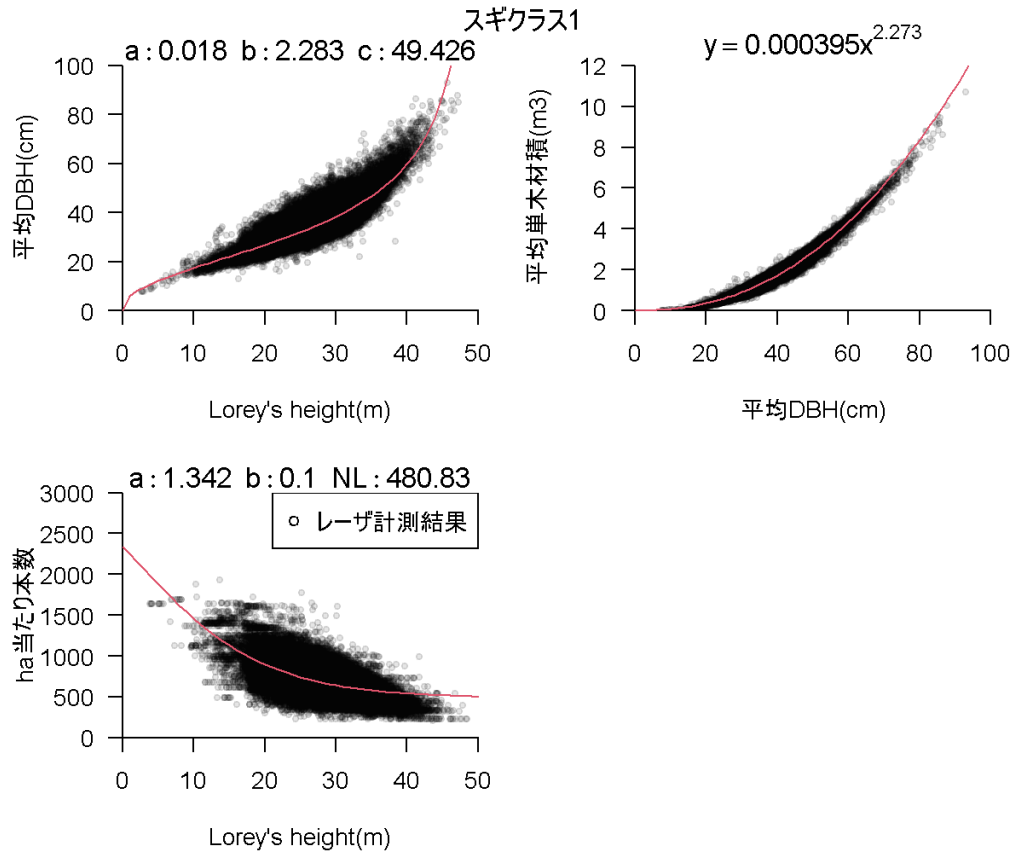 スギクラス1
a : 0.018 b : 2.283 c : 49.426
100
80
60
40
20
0
平均DBH(cm)
0 10 20 30 40 50
Lorey's height(m)
y = 0.000395x^2.273
12
10
8
6
4
2
0
平均単木材積(m3)
0 20 40 60 80 100
平均DBH(cm)
a : 1.342 b : 0.1 NL : 480.83
3000
2500
2000
1500
1000
500
0
ha当たり本数
レーザ計測結果
0 10 20 30 40 50
Lorey's height(m)